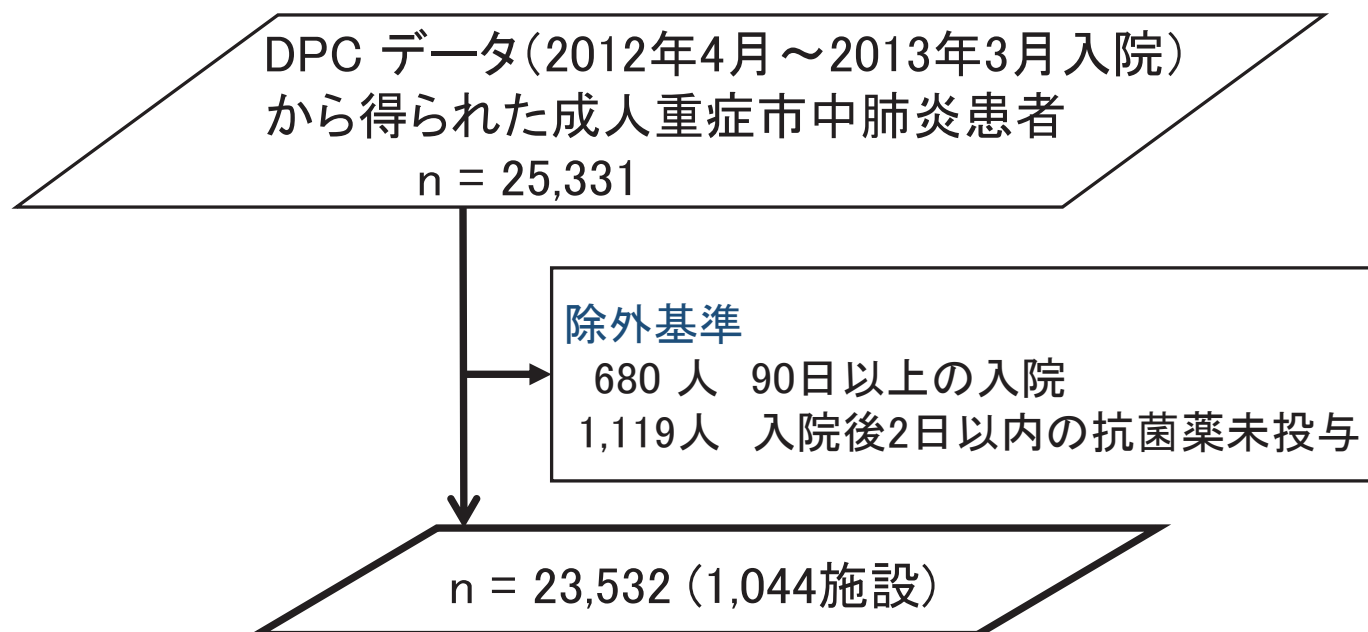 DPC データ(2012年4月～2013年3月入院)
から得られた成人重症市中肺炎患者
n = 25,331
除外基準
680 人 90日以上の入院
1,119人 入院後2日以内の抗菌薬未投与
n = 23,532 (1,044施設)